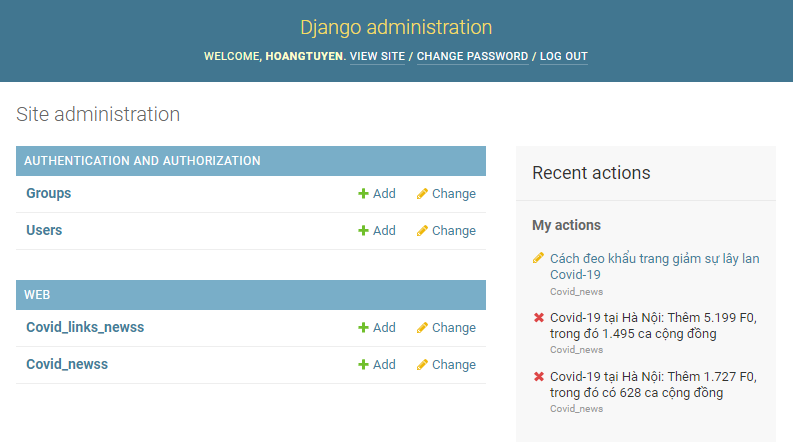 Django administration
WELCOME, HOANGTUYEN. VIEW SITE / CHANGE PASSWORD / LOG OUT
Site administration
AUTHENTICATION AND AUTHORIZATION
Groups Add Change
Users Add Change
WEB
Covid_links_newss Add Change
Covid_newss Add Change
Recent actions
My actions
Cách đeo khẩu trang giảm sự lây lan
Covid-19
Covid_news
Covid-19 tại Hà Nội: Thêm 5.199 F0,
trong đó 1.495 ca cộng đồng
Covid_news
Covid-19 tại Hà Nội: Thêm 1.727 F0,
trong đó có 628 ca cộng đồng
Covid_news